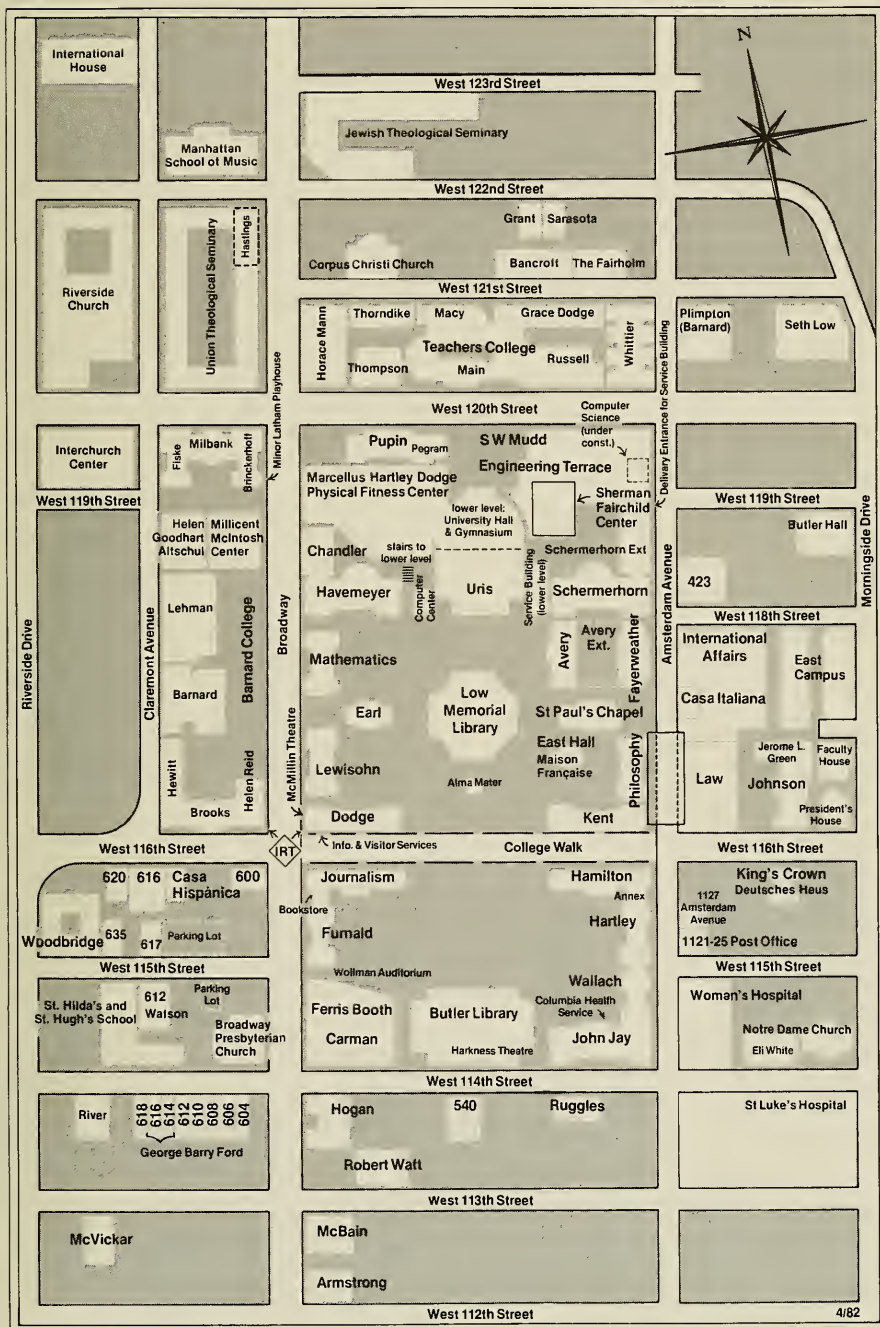 International
House
N
West 123rd Street
Manhattan
School of Music
Jewish Theological Seminary
West 122nd Street
Riverside
Church
Union Theological Seminary
Hastings
Grant
Sarasota
Corpus Christi Church
Bancroft
The Fairholm
West 121st Street
Horace Mann
Thorndike
Macy
Grace Dodge
Teachers College
Thompson
Main
Russell
Whittier
Plimpton
(Barnard)
Seth Low
Minor Latham Playhouse
Delivery Entrance for Service Building
West 120th Street
Interchurch
Center
Fiske
Milbank
Brinckerhoff
Pupin
Pegram
S W Mudd
Computer
Science
(under
const.)
Engineering Terrace
Marcellus Hartley Dodge
Physical Fitness Center
Sherman
Fairchild
Center
West 119th Street
West 119th Street
lower level:
University Hall
& Gymnasium
Helen
Goodhart
Altschul
Millicent
McIntosh
Center
Butler Hall
Chandler
stairs to
lower level
Schermerhorn Ext
Havemeyer
Computer
Center
Uris
Service Building
(lower level)
Schermerhorn
423
Riverside Drive
Claremont Avenue
Broadway
Amsterdam Avenue
Morningside Drive
Lehman
Barnard College
West 118th Street
Mathematics
Avery
Avery
Ext.
Fayerweather
International
Affairs
East
Campus
Barnard
Earl
Low
Memorial
Library
St Paul's Chapel
Casa Italiana
Hewitt
Helen Reid
McMillin Theatre
Lewisohn
Alma Mater
East Hall
Maison
Française
Philosophy
Law
Jerome L.
Green
Faculty
House
Johnson
Brooks
Dodge
Kent
President's
House
West 116th Street
IRT
Info. & Visitor Services
College Walk
West 116th Street
620
616
Casa
Hispánica
600
Journalism
Hamilton
Annex
King's Crown
Deutsches Haus
1127
Amsterdam
Avenue
Bookstore
Furnald
Hartley
Woodbridge
635
617
Parking Lot
1121-25 Post Office
West 115th Street
Wollman Auditorium
Wallach
West 115th Street
St. Hilda's and
St. Hugh's School
612
Watson
Parking
Lot
Broadway
Presbyterian
Church
Ferris Booth
Butler Library
Columbia Health
Service
Woman's Hospital
Carman
Harkness Theatre
John Jay
Notre Dame Church
Eli White
West 114th Street
River
618
616
614
612
610
608
606
604
George Barry Ford
Hogan
540
Ruggles
St Luke's Hospital
Robert Watt
West 113th Street
McVickar
McBain
Armstrong
West 112th Street
4/82